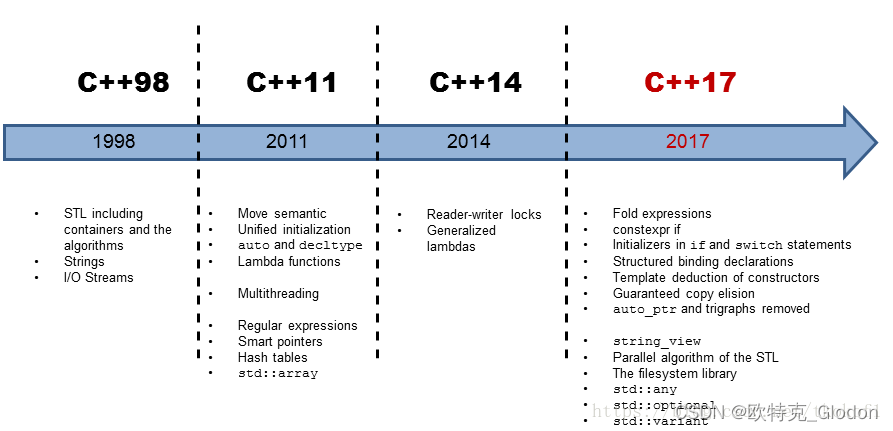 C++98
C++11
C++14
C++17
1998
2011
2014
2017
• STL including
containers and the
algorithms
• Strings
• I/O Streams
• Move semantic
• Unified initialization
• auto and decltype
• Lambda functions
• Multithreading
• Regular expressions
• Smart pointers
• Hash tables
• std::array
• Reader-writer locks
• Generalized
lambdas
• Fold expressions
• constexpr if
• Initializers in if and switch statements
• Structured binding declarations
• Template deduction of constructors
• Guaranteed copy elision
• auto_ptr and trigraphs removed
• string_view
• Parallel algorithm of the STL
• The filesystem library
• std::any
• std::optional
• std::variant
CSDN @欧特克_Glodon